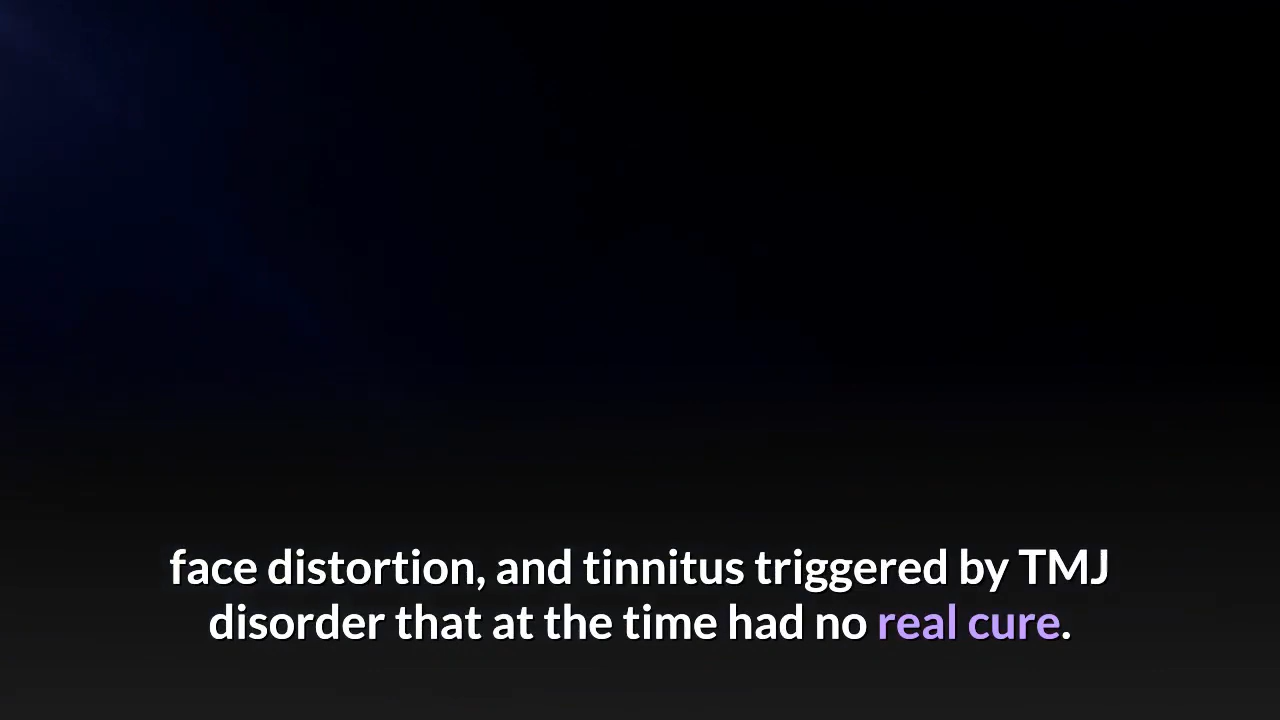 face distortion, and tinnitus triggered by TMJ
disorder that at the time had no real cure.